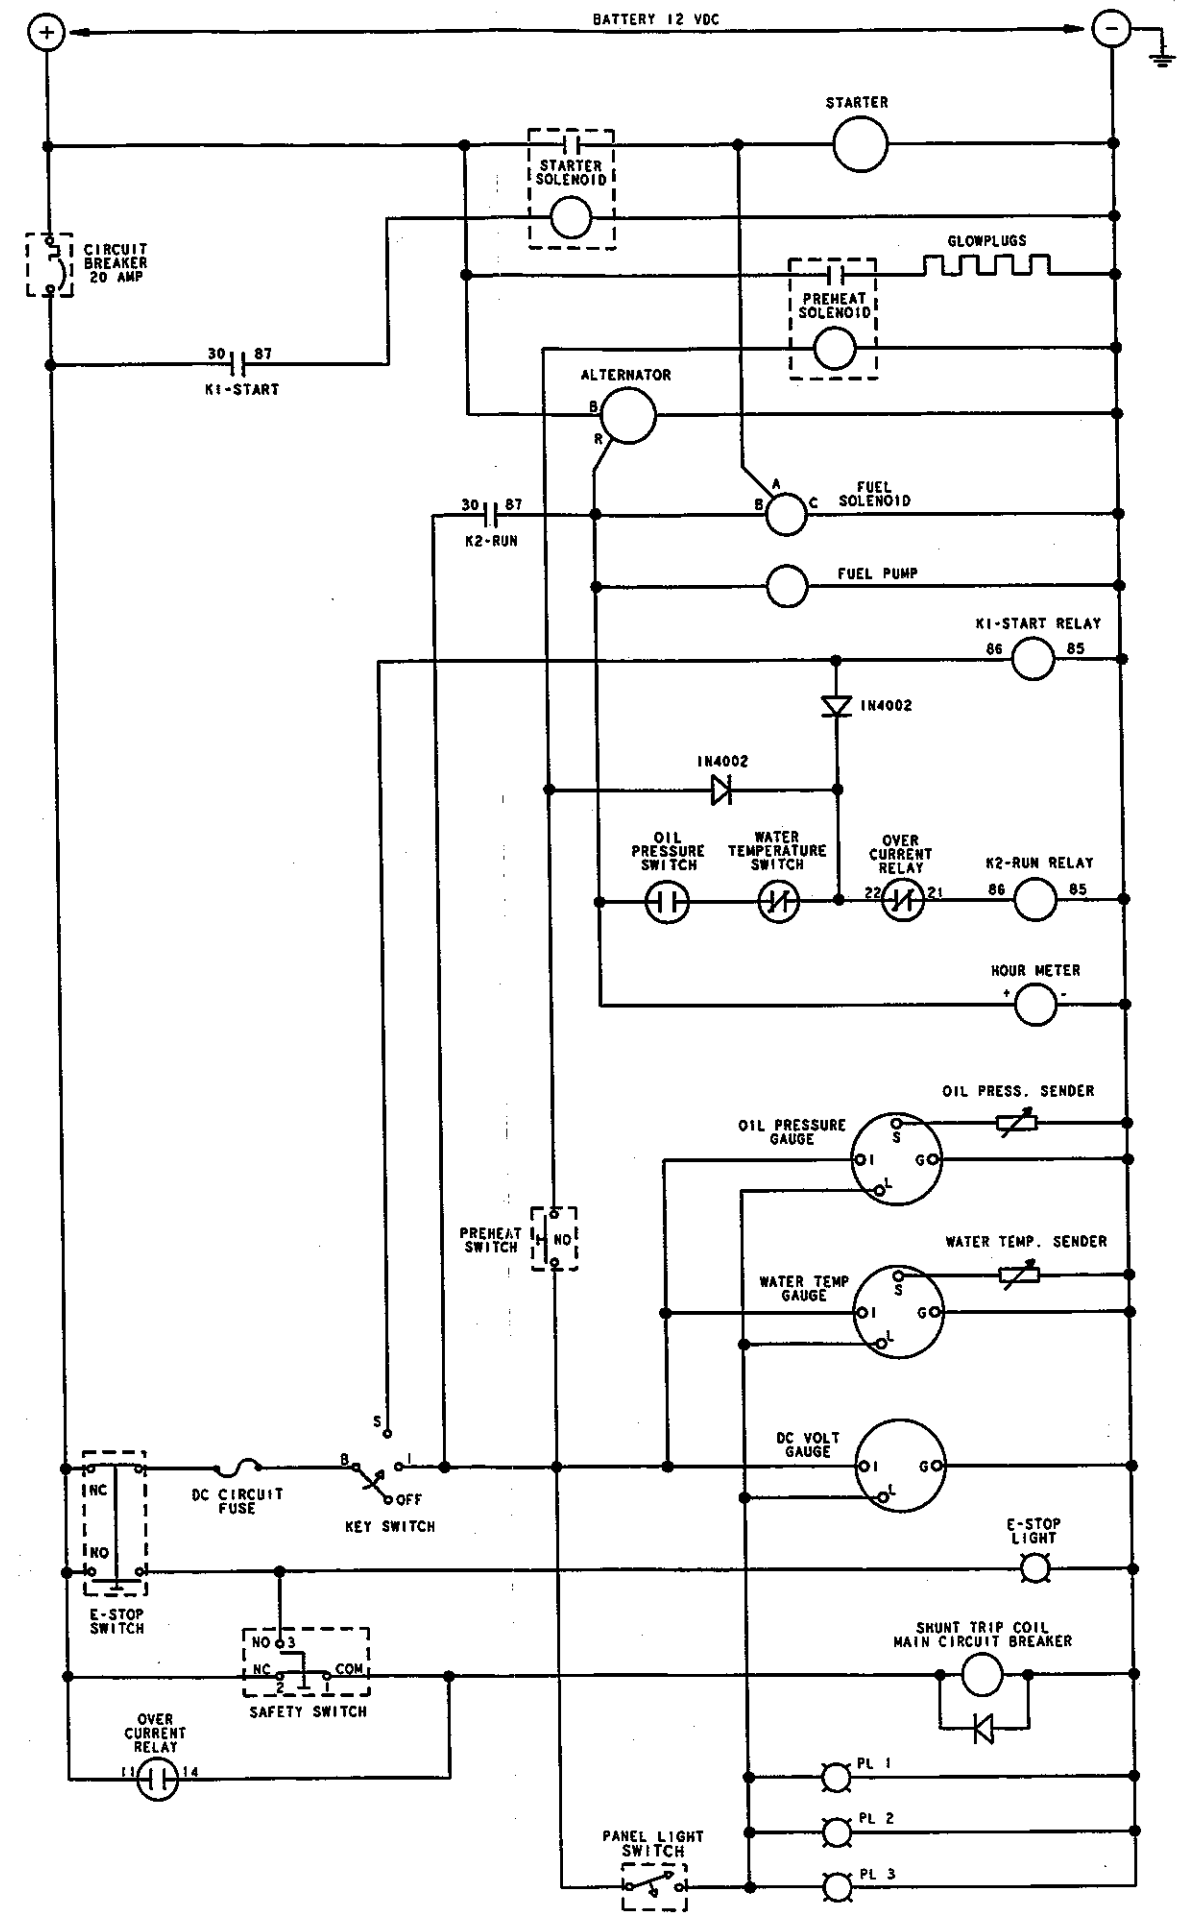 BATTERY 12 VDC
+
-
STARTER
STARTER
SOLENOID
GLOWPLUGS
CIRCUIT
BREAKER
20 AMP
PREHEAT
SOLENOID
30 87
K1-START
ALTERNATOR
B
R
A
B C
FUEL
SOLENOID
30 87
K2-RUN
FUEL PUMP
K1-START RELAY
86 85
1N4002
1N4002
OIL
PRESSURE
SWITCH
WATER
TEMPERATURE
SWITCH
OVER
CURRENT
RELAY
22 21
K2-RUN RELAY
86 85
HOUR METER
+ -
OIL PRESS. SENDER
OIL PRESSURE
GAUGE
S
I G
L
PREHEAT
SWITCH
NO
WATER TEMP. SENDER
WATER TEMP
GAUGE
S
I G
L
S
B I
OFF
KEY SWITCH
DC VOLT
GAUGE
I G
L
NC
DC CIRCUIT
FUSE
NO
E-STOP
SWITCH
E-STOP
LIGHT
NO 3
NC COM
2 1
SAFETY SWITCH
SHUNT TRIP COIL
MAIN CIRCUIT BREAKER
OVER
CURRENT
RELAY
11 14
PL 1
PL 2
PANEL LIGHT
SWITCH
PL 3